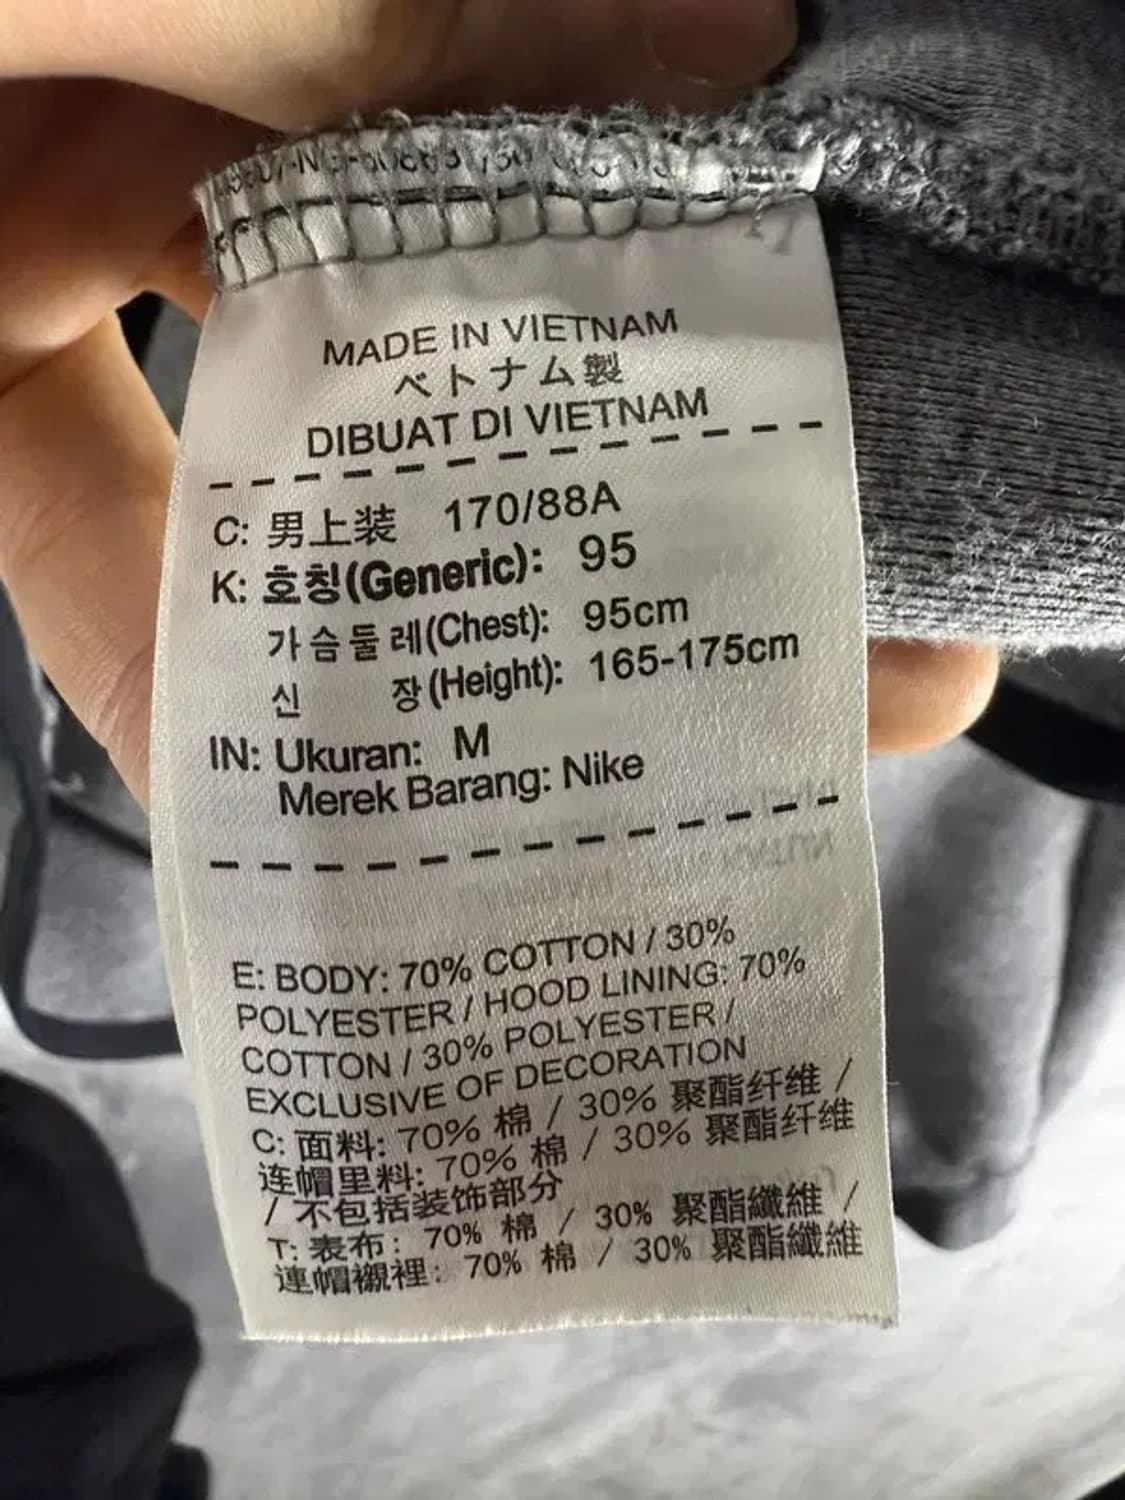 MADE IN VIETNAM
ベトナム製
DIBUAT DI VIETNAM
C: 男上装 170/88A
K: 호칭(Generic): 95
가슴둘레(Chest): 95cm
신 장(Height): 165-175cm
IN: Ukuran: M
Merek Barang: Nike
E: BODY: 70% COTTON / 30%
POLYESTER / HOOD LINING: 70%
COTTON / 30% POLYESTER /
EXCLUSIVE OF DECORATION
C: 面料: 70% 棉 / 30% 聚酯纤维 /
连帽里料: 70% 棉 / 30% 聚酯纤维
/ 不包括装饰部分
T: 表布: 70% 棉 / 30% 聚酯纖維 /
連帽襯裡: 70% 棉 / 30% 聚酯纖維